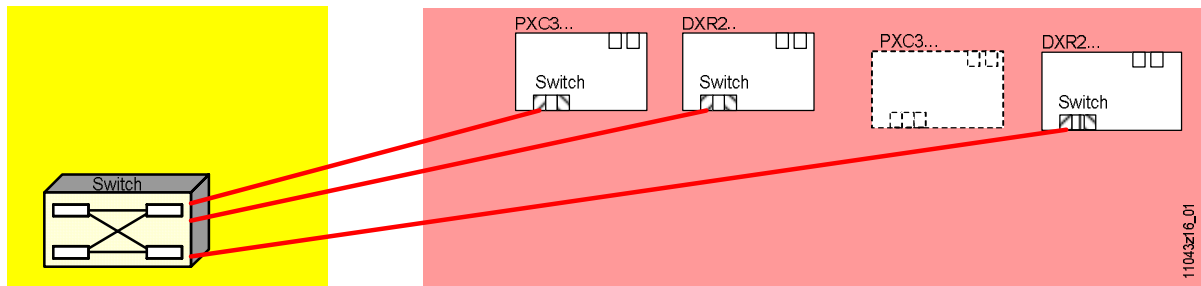 PXC3...
DXR2..
PXC3...
DXR2...
Switch
Switch
Switch
Switch
11043z16_01